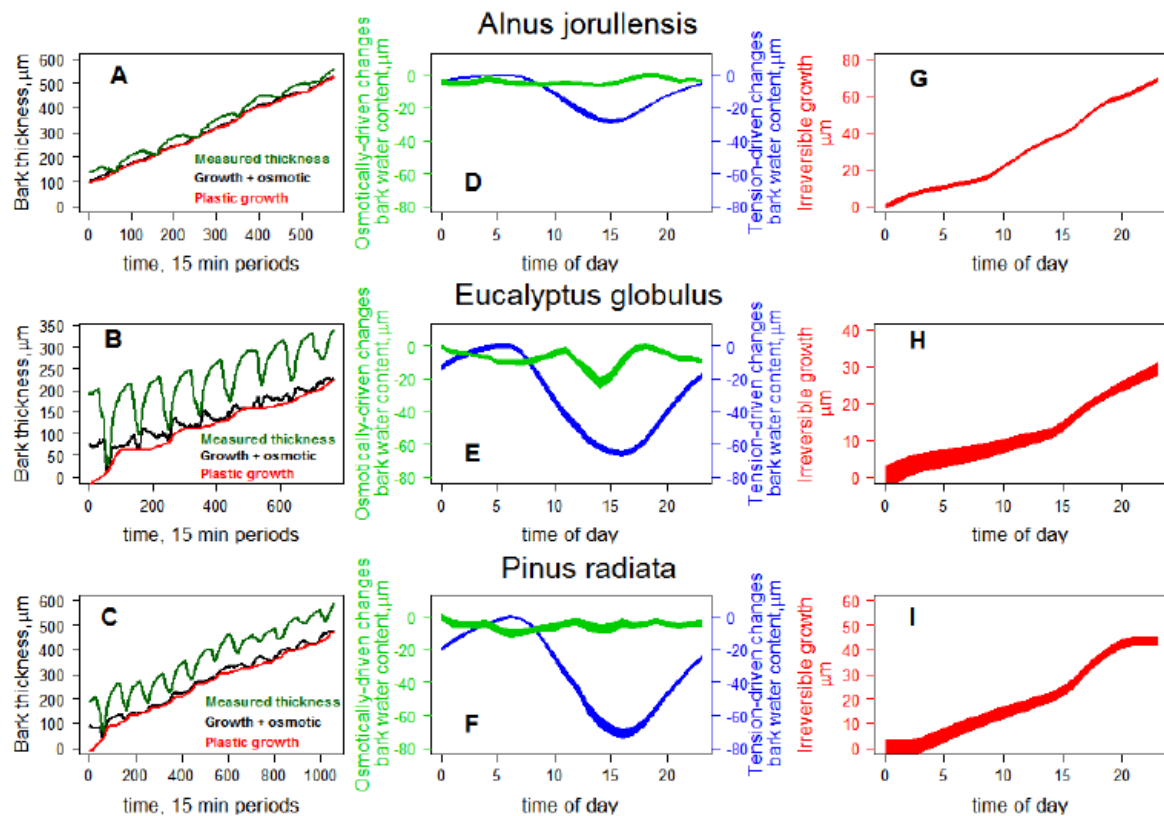 Alnus jorullensis
Bark thickness,µm
600
500
400
300
200
100
0
A
Measured thickness
Growth + osmotic
Plastic growth
0 100 200 300 400 500
time, 15 min periods
Osmotically-driven changes
bark water content,µm
0
-20
-40
-60
-80
D
0 5 10 15 20
time of day
0
-20
-40
-60
-80
Tension-driven changes
bark water content,µm
Irreversible growth
µm
80
60
40
20
0
G
0 5 10 15 20
time of day
Eucalyptus globulus
Bark thickness, µm
350
300
250
200
150
100
50
0
B
Measured thickness
Growth + osmotic
Plastic growth
0 200 400 600
time, 15 min periods
Osmotically-driven changes
bark water content,µm
0
-20
-40
-60
-80
E
0 5 10 15 20
time of day
0
-20
-40
-60
-80
Tension-driven changes
bark water content,µm
Irreversible growth
µm
40
30
20
10
0
H
0 5 10 15 20
time of day
Pinus radiata
Bark thickness, µm
600
500
400
300
200
100
0
C
Measured thickness
Growth + osmotic
Plastic growth
0 200 400 600 800 1000
time, 15 min periods
Osmotically-driven changes
bark water content,µm
0
-20
-40
-60
-80
F
0 5 10 15 20
time of day
0
-20
-40
-60
-80
Tension-driven changes
bark water content,µm
Irreversible growth
µm
60
50
40
30
20
10
0
I
0 5 10 15 20
time of day